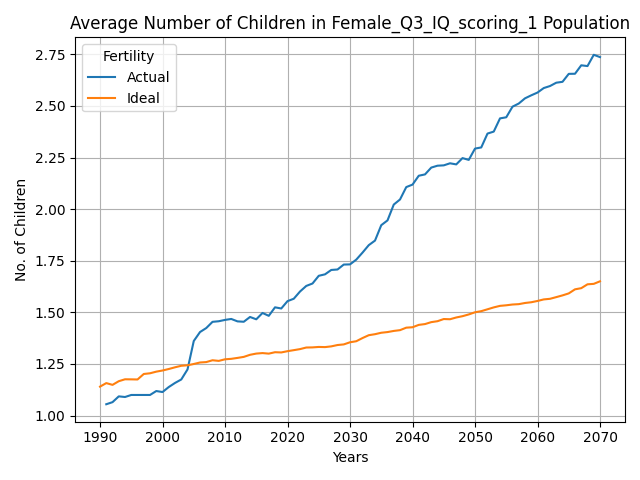 Average Number of Children in Female_Q3_IQ_scoring_1 Population
Fertility
Actual
Ideal
No. of Children
2.75
2.50
2.25
2.00
1.75
1.50
1.25
1.00
1990 2000 2010 2020 2030 2040 2050 2060 2070
Years